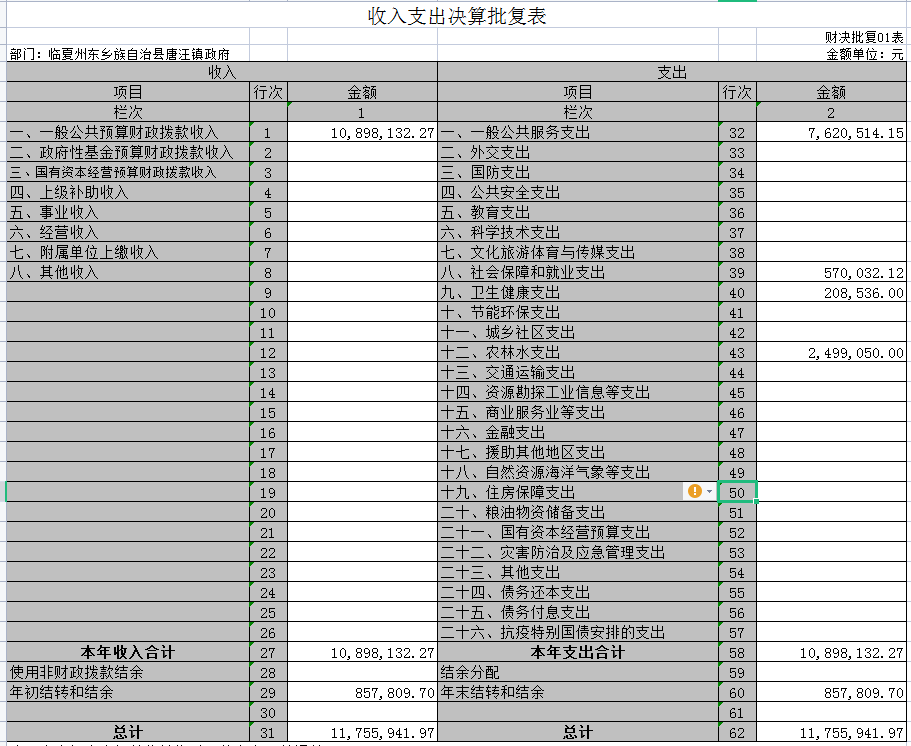 收入支出决算批复表
财决批复01表
部门：临夏州东乡族自治县唐汪镇政府 金额单位：元
收入 支出
项目 行次 金额 项目 行次 金额
栏次 1 栏次 2
一、一般公共预算财政拨款收入 1 10,898,132.27 一、一般公共服务支出 32 7,620,514.15
二、政府性基金预算财政拨款收入 2 二、外交支出 33
三、国有资本经营预算财政拨款收入 3 三、国防支出 34
四、上级补助收入 4 四、公共安全支出 35
五、事业收入 5 五、教育支出 36
六、经营收入 6 六、科学技术支出 37
七、附属单位上缴收入 7 七、文化旅游体育与传媒支出 38
八、其他收入 8 八、社会保障和就业支出 39 570,032.12
9 九、卫生健康支出 40 208,536.00
10 十、节能环保支出 41
11 十一、城乡社区支出 42
12 十二、农林水支出 43 2,499,050.00
13 十三、交通运输支出 44
14 十四、资源勘探工业信息等支出 45
15 十五、商业服务业等支出 46
16 十六、金融支出 47
17 十七、援助其他地区支出 48
18 十八、自然资源海洋气象等支出 49
19 十九、住房保障支出 50
20 二十、粮油物资储备支出 51
21 二十一、国有资本经营预算支出 52
22 二十二、灾害防治及应急管理支出 53
23 二十三、其他支出 54
24 二十四、债务还本支出 55
25 二十五、债务付息支出 56
26 二十六、抗疫特别国债安排的支出 57
本年收入合计 27 10,898,132.27 本年支出合计 58 10,898,132.27
使用非财政拨款结余 28 结余分配 59
年初结转和结余 29 857,809.70 年末结转和结余 60 857,809.70
30 61
总计 31 11,755,941.97 总计 62 11,755,941.97